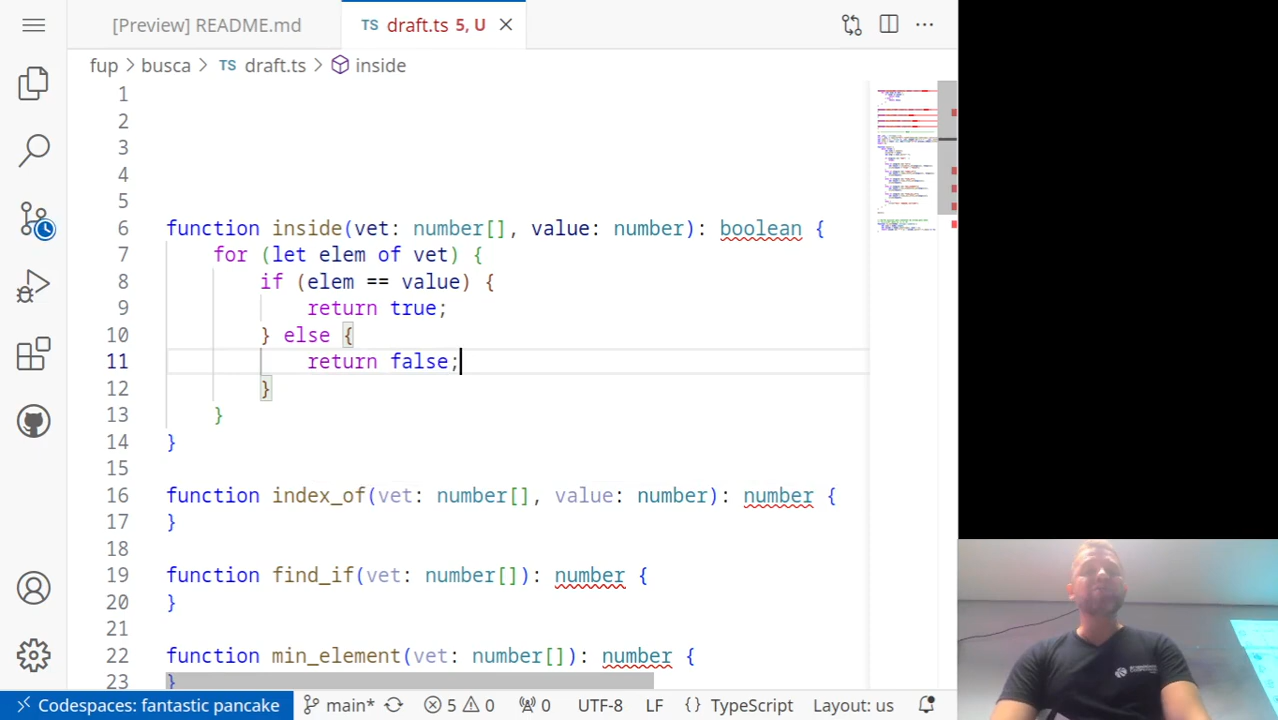 [Preview] README.md
TS draft.ts 5, U
fup > busca > TS draft.ts > inside
1
2
3
4
5
6 function inside(vet: number[], value: number): boolean {
7 for (let elem of vet) {
8 if (elem == value) {
9 return true;
10 } else {
11 return false;
12 }
13 }
14 }
15
16 function index_of(vet: number[], value: number): number {
17 }
18
19 function find_if(vet: number[]): number {
20 }
21
22 function min_element(vet: number[]): number {
23 }
Codespaces: fantastic pancake main* 5 0 0 UTF-8 LF {} TypeScript Layout: us